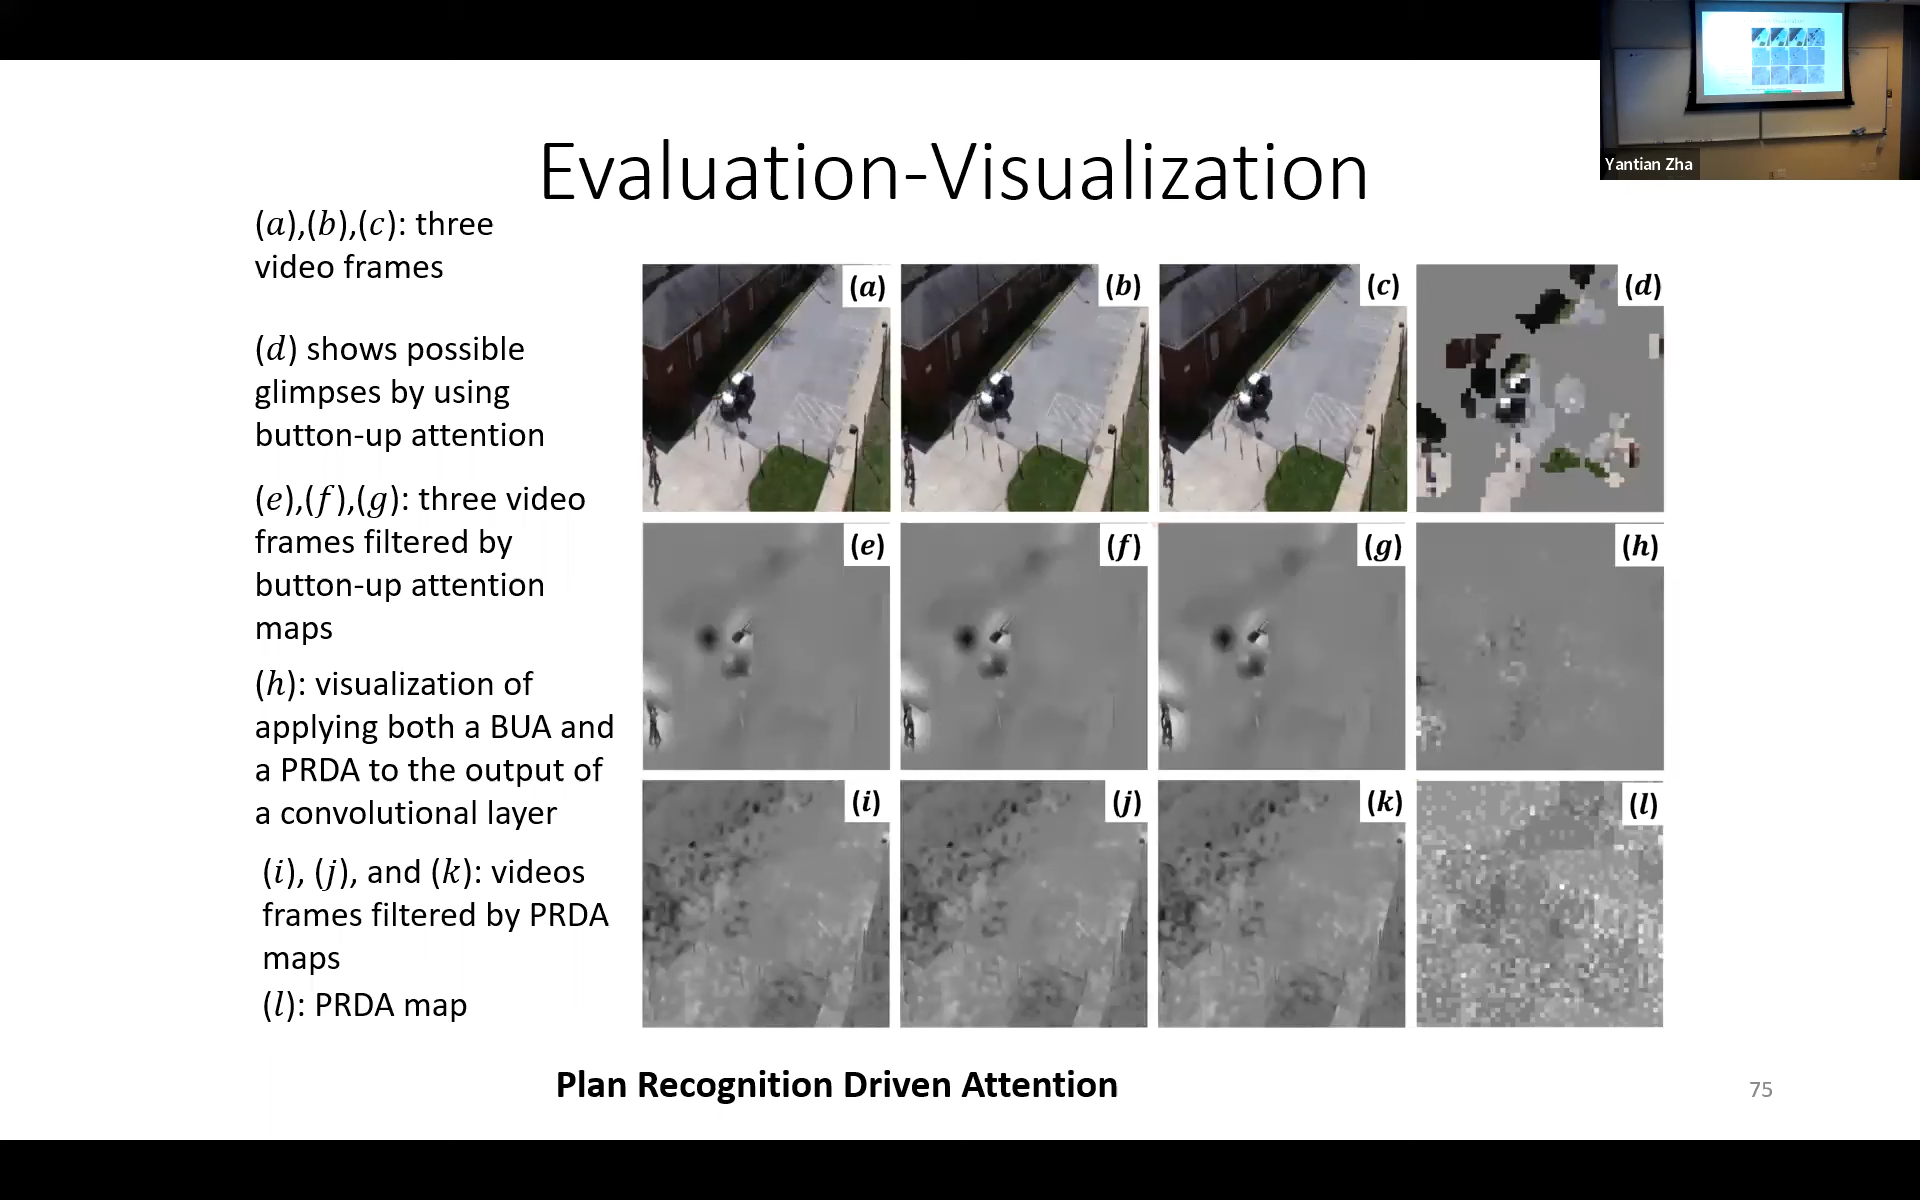 Yantian Zha
Evaluation-Visualization
(a),(b),(c): three
video frames
(d) shows possible
glimpses by using
button-up attention
(e),(f),(g): three video
frames filtered by
button-up attention
maps
(h): visualization of
applying both a BUA and
a PRDA to the output of
a convolutional layer
(i), (j), and (k): videos
frames filtered by PRDA
maps
(l): PRDA map
(a)
(b)
(c)
(d)
(e)
(f)
(g)
(h)
(i)
(j)
(k)
(l)
Plan Recognition Driven Attention
75